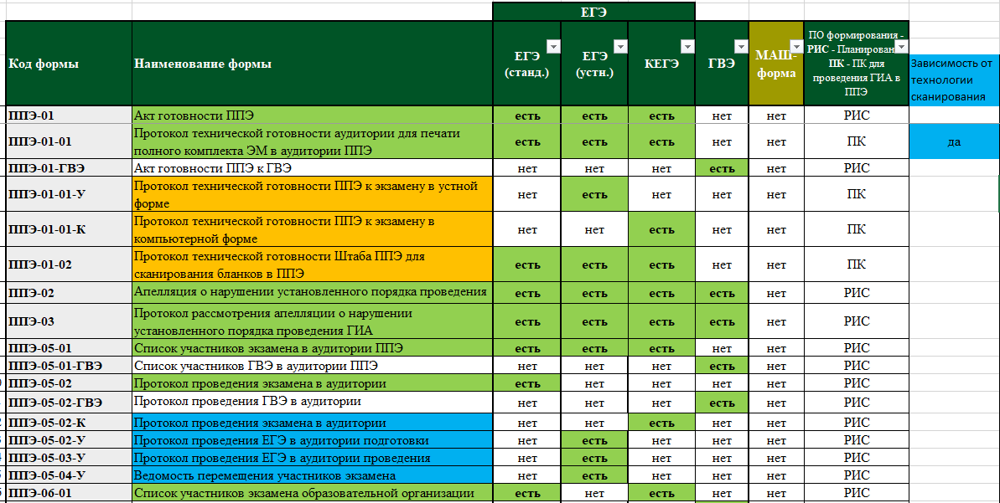 ЕГЭ
Код формы
Наименование формы
ЕГЭ
(станд.)
ЕГЭ
(устн.)
КЕГЭ
ГВЭ
МАШ-
форма
ПО формирования -
РИС - Планирован
ПК - ПК для
проведения ГИА в
ППЭ
Зависимость от
технологии
сканирования
ППЭ-01 Акт готовности ППЭ есть есть есть нет нет РИС
ППЭ-01-01 Протокол технической готовности аудитории для печати
полного комплекта ЭМ в аудитории ППЭ есть есть есть нет нет ПК да
ППЭ-01-ГВЭ Акт готовности ППЭ к ГВЭ нет нет нет есть нет РИС
ППЭ-01-01-У Протокол технической готовности ППЭ к экзамену в устной
форме нет есть нет нет нет ПК
ППЭ-01-01-К Протокол технической готовности ППЭ к экзамену в
компьютерной форме нет нет есть нет нет ПК
ППЭ-01-02 Протокол технической готовности Штаба ППЭ для
сканирования бланков в ППЭ есть есть есть нет нет ПК
ППЭ-02 Апелляция о нарушении установленного порядка проведения есть есть есть есть нет РИС
ППЭ-03 Протокол рассмотрения апелляции о нарушении
установленного порядка проведения ГИА есть есть есть есть нет РИС
ППЭ-05-01 Список участников экзамена в аудитории ППЭ есть есть есть нет нет РИС
ППЭ-05-01-ГВЭ Список участников ГВЭ в аудитории ППЭ нет нет нет есть нет РИС
ППЭ-05-02 Протокол проведения экзамена в аудитории есть нет нет нет нет РИС
ППЭ-05-02-ГВЭ Протокол проведения ГВЭ в аудитории нет нет нет есть нет РИС
ППЭ-05-02-К Протокол проведения экзамена в аудитории нет нет есть нет нет РИС
ППЭ-05-02-У Протокол проведения ЕГЭ в аудитории подготовки нет есть нет нет нет РИС
ППЭ-05-03-У Протокол проведения ЕГЭ в аудитории проведения нет есть нет нет нет РИС
ППЭ-05-04-У Ведомость перемещения участников экзамена нет есть нет нет нет РИС
ППЭ-06-01 Список участников экзамена образовательной организации есть нет есть нет нет РИС